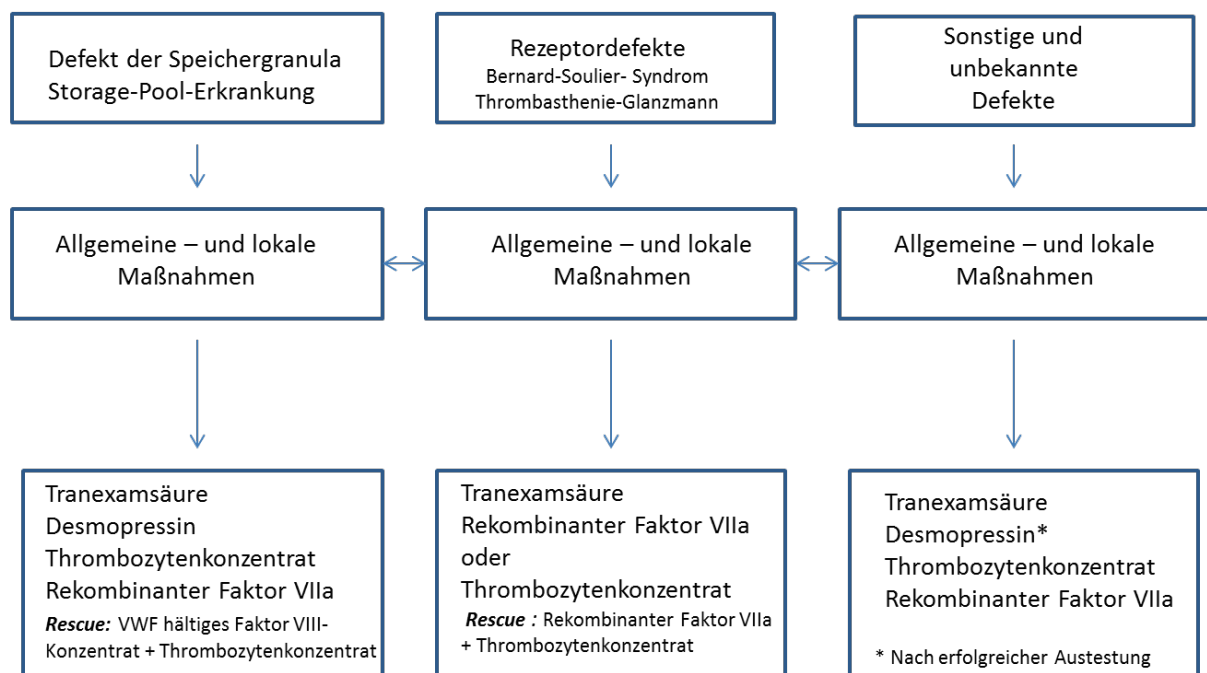 Defekt der Speichergranula
Storage-Pool-Erkrankung
Rezeptordefekte
Bernard-Soulier- Syndrom
Thrombasthenie-Glanzmann
Sonstige und
unbekannte
Defekte
Allgemeine – und lokale
Maßnahmen
Allgemeine – und lokale
Maßnahmen
Allgemeine – und lokale
Maßnahmen
Tranexamsäure
Desmopressin
Thrombozytenkonzentrat
Rekombinanter Faktor VIIa
Rescue: VWF hältiges Faktor VIII-
Konzentrat + Thrombozytenkonzentrat
Tranexamsäure
Rekombinanter Faktor VIIa
oder
Thrombozytenkonzentrat
Rescue : Rekombinanter Faktor VIIa
+ Thrombozytenkonzentrat
Tranexamsäure
Desmopressin*
Thrombozytenkonzentrat
Rekombinanter Faktor VIIa
* Nach erfolgreicher Austestung